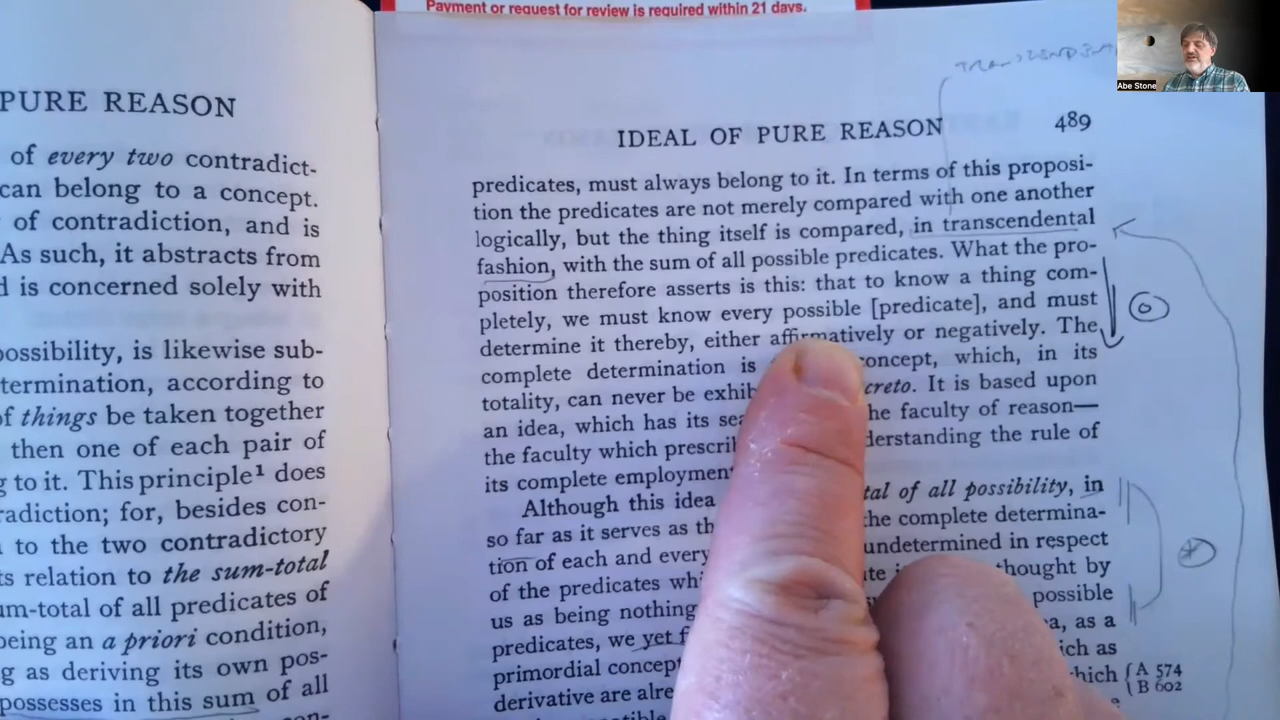 Payment or request for review is required within 21 days.
Abe Stone
PURE REASON
of every two contradict-
can belong to a concept.
of contradiction, and is
As such, it abstracts from
is concerned solely with
possibility, is likewise sub-
termination, according to
of things be taken together
then one of each pair of
to it. This principle¹ does
radiction; for, besides con-
to the two contradictory
ts relation to the sum-total
um-total of all predicates of
being an a priori condition,
g as deriving its own pos-
possesses in this sum of all
IDEAL OF PURE REASON 489
predicates, must always belong to it. In terms of this proposi-
tion the predicates are not merely compared with one another
logically, but the thing itself is compared, in transcendental
fashion, with the sum of all possible predicates. What the pro-
position therefore asserts is this: that to know a thing com-
pletely, we must know every possible [predicate], and must
determine it thereby, either affirmatively or negatively. The
complete determination is concept, which, in its
totality, can never be exhib creto. It is based upon
an idea, which has its sea he faculty of reason—
the faculty which prescri derstanding the rule of
its complete employmen
Although this idea tal of all possibility, in
so far as it serves as th he complete determina-
tion of each and every undetermined in respect
of the predicates whi thought by
us as being nothing possible
predicates, we yet f a, as a
primordial concep ich as
derivative are alre hich { A 574
{ B 602